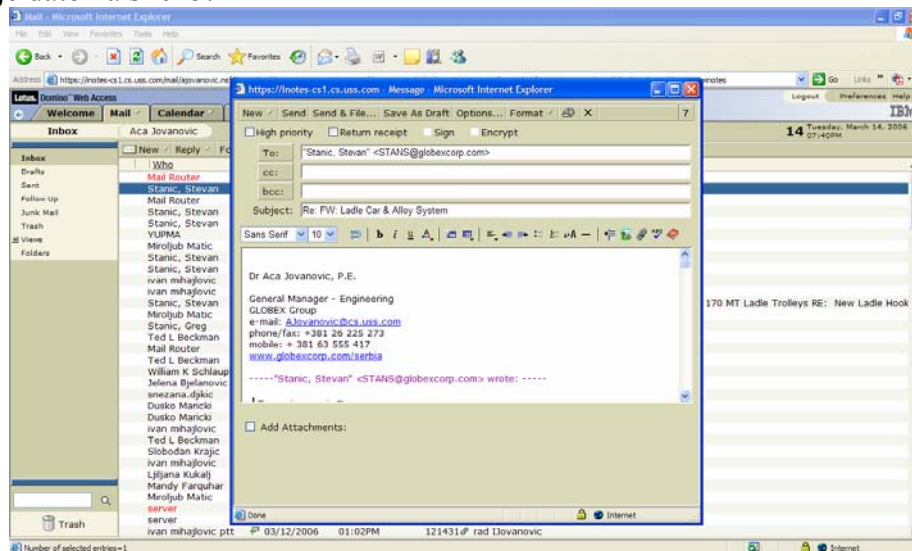 Mail - Microsoft Internet Explorer
File Edit View Favorites Tools Help
Back Search Favorites
Address https://inotes-cs1.cs.uss.com/mail/ajovanovic.nsf Go Links
Lotus. Domino Web Access Logout Preferences Help
Welcome Mail Calendar IBM
Inbox Aca Jovanovic 14 Tuesday, March 14, 2006
07:40PM
New Reply
Inbox
Drafts
Sent
Follow Up
Junk Mail
Trash
Views
Folders
Who
Mail Router
Stanic, Stevan
Mail Router
Stanic, Stevan
Stanic, Stevan
YUPMA
Miroljub Matic
Stanic, Stevan
Stanic, Stevan
ivan mihajlovic
ivan mihajlovic
Stanic, Stevan 170 MT Ladle Trolleys RE: New Ladle Hook
Miroljub Matic
Stanic, Greg
Ted L Beckman
Mail Router
Ted L Beckman
William K Schlaup
Jelena Bjelanovic
snezana.djikic
Dusko Maricki
Dusko Maricki
ivan mihajlovic
Ted L Beckman
Slobodan Krajic
ivan mihajlovic
Ljiljana Kukalj
Mandy Farquhar
Miroljub Matic
server
server
ivan mihajlovic ptt 03/12/2006 01:02PM 121431 rad IJovanovic
Trash
Number of selected entries=1 Internet
https://inotes-cs1.cs.uss.com - Message - Microsoft Internet Explorer
New Send Send & File... Save As Draft Options... Format X ?
High priority Return receipt Sign Encrypt
To: "Stanic, Stevan" <STANS@globexcorp.com>
cc:
bcc:
Subject: Re: FW: Ladle Car & Alloy System
Sans Serif 10 b i u A
Dr Aca Jovanovic, P.E.
General Manager - Engineering
GLOBEX Group
e-mail: AJovanovic@cs.uss.com
phone/fax: +381 26 225 273
mobile: + 381 63 555 417
www.globexcorp.com/serbia
-----"Stanic, Stevan" <STANS@globexcorp.com> wrote: -----
Add Attachments:
Done Internet